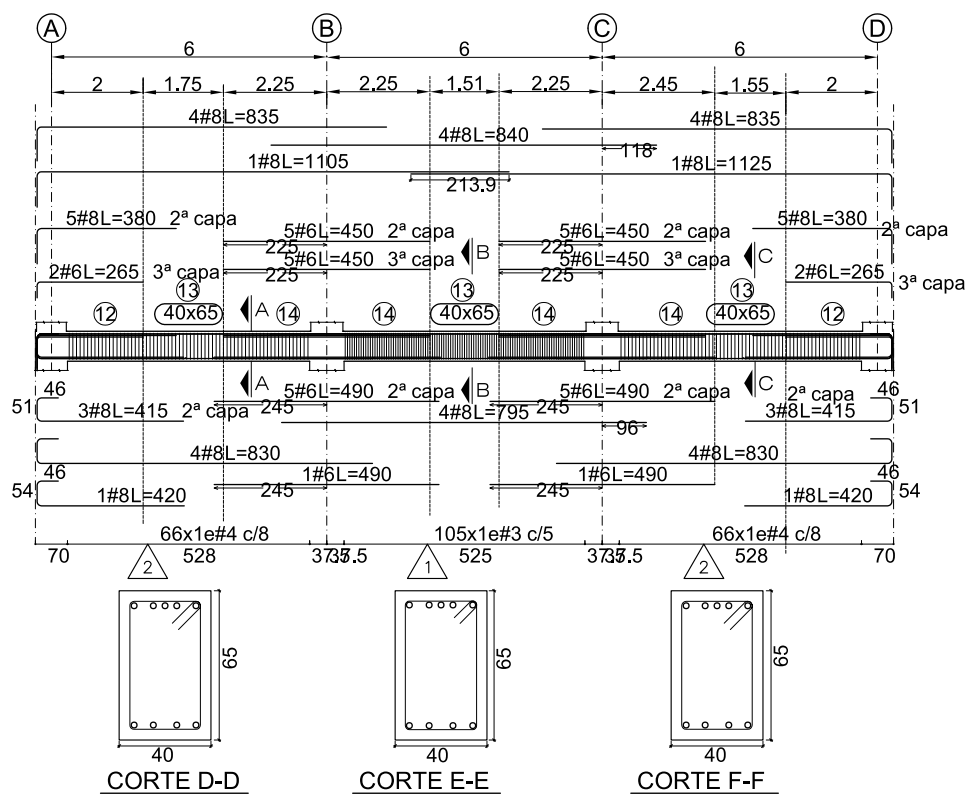 A B C D
6 6 6
2 1.75 2.25 2.25 1.51 2.25 2.45 1.55 2
4#8L=835 4#8L=835
4#8L=840
118
1#8L=1105 1#8L=1125
213.9
5#8L=380 2ª capa 5#8L=380
2ª capa
5#6L=450 2ª capa 5#6L=450 2ª capa
225 225
B C
5#6L=450 3ª capa 5#6L=450 3ª capa
225 225
2#6L=265 3ª capa 2#6L=265
3ª capa
13 13 13
12 40x65 A 14 14 40x65 14 14 40x65 12
A B C
46 46
51 51
3#8L=415 2ª capa 5#6L=490 2ª capa 5#6L=490 2ª capa 2ª capa 3#8L=415
245 245
4#8L=795
96
4#8L=830 4#8L=830
46 46
54 54
1#6L=490 1#6L=490
245 245
1#8L=420 1#8L=420
66x1e#4 c/8 105x1e#3 c/5 66x1e#4 c/8
70 528 37.5 525 37.5 528 70
2 1 2
65 65 65
40 40 40
CORTE D-D CORTE E-E CORTE F-F